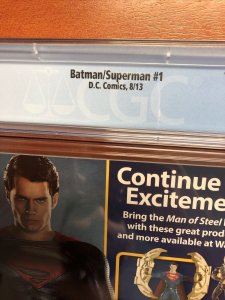 Batman/Superman #1
D.C. Comics, 8/13
CGC
Continue
Exciteme
Bring the Man of Steel
with these great prod
and more available at Wa